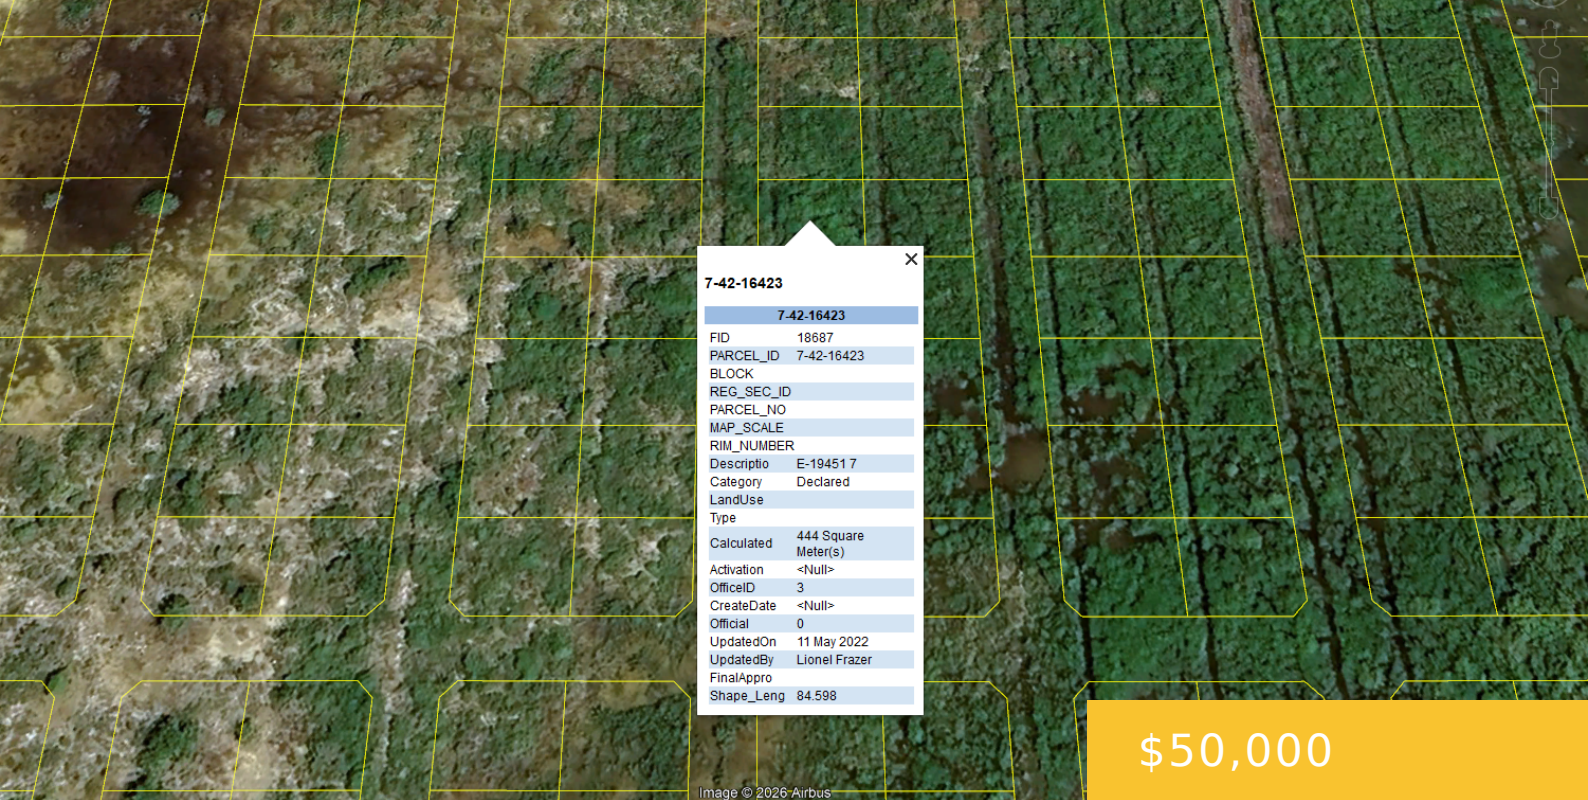 7-42-16423
7-42-16423
FID 18687
PARCEL_ID 7-42-16423
BLOCK
REG_SEC_ID
PARCEL_NO
MAP_SCALE
RIM_NUMBER
Descriptio E-19451 7
Category Declared
LandUse
Type
Calculated 444 Square
Meter(s)
Activation <Null>
OfficeID 3
CreateDate <Null>
Official 0
UpdatedOn 11 May 2022
UpdatedBy Lionel Frazer
FinalAppro
Shape_Leng 84.598
$50,000
Image © 2026 Airbus